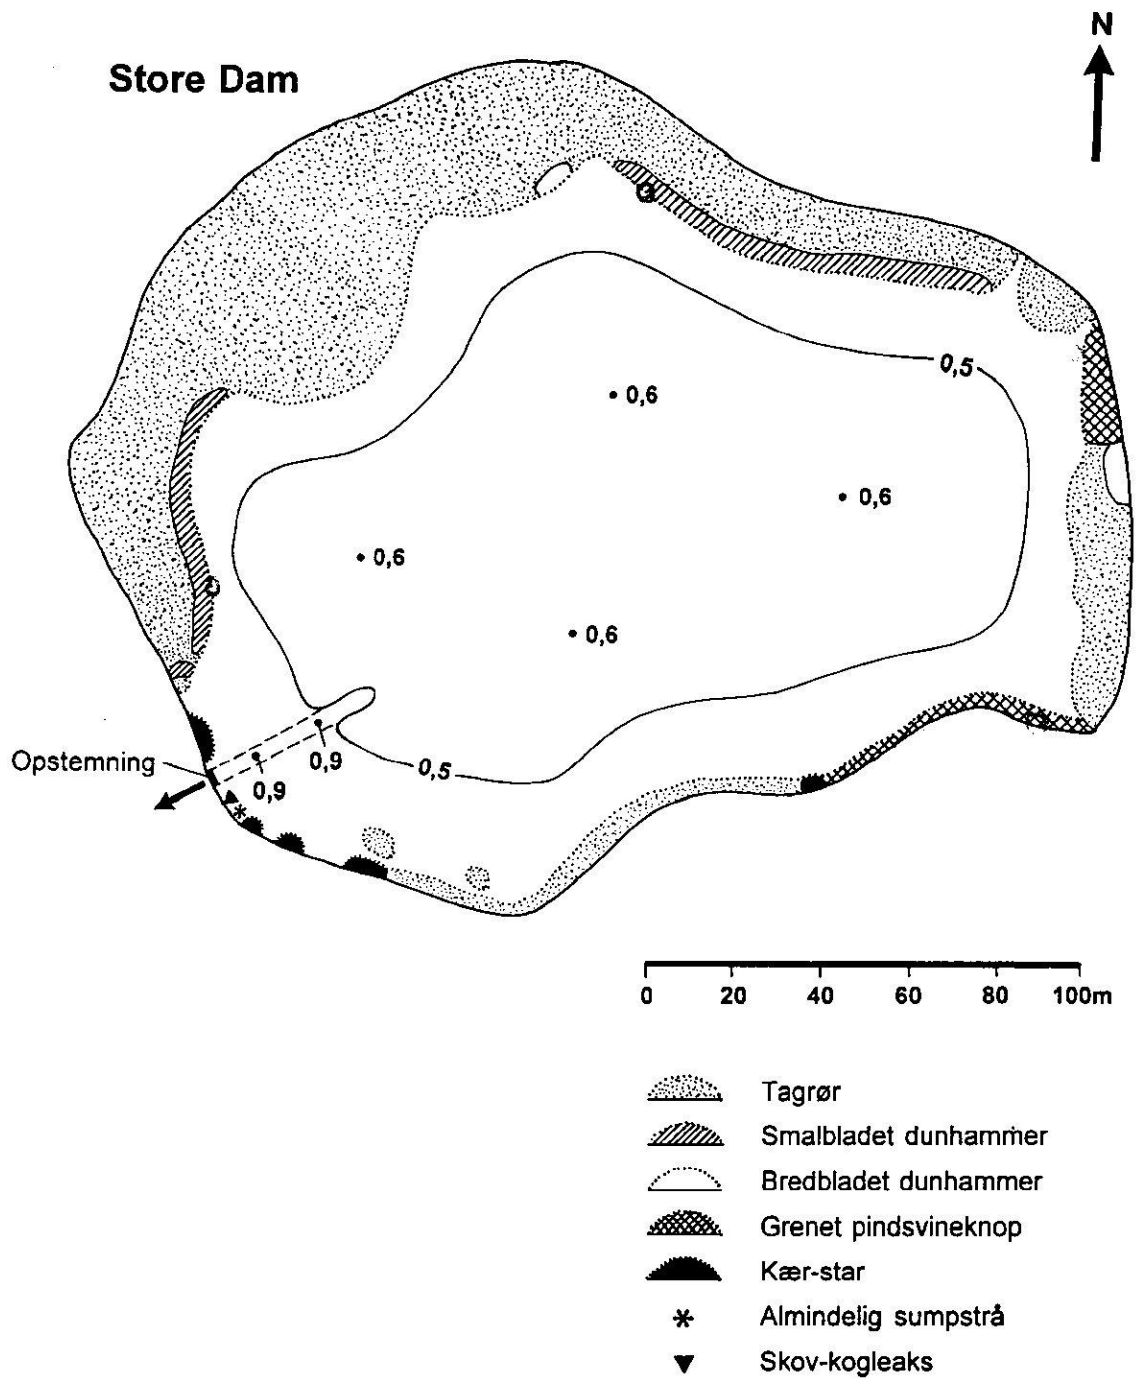 N
Store Dam
0,5
0,6
0,6
0,6
0,6
Opstemning
0,9
0,9
0,5
0 20 40 60 80 100m
Tagrør
Smalbladet dunhammer
Bredbladet dunhammer
Grenet pindsvineknop
Kær-star
Almindelig sumpstrå
Skov-kogleaks